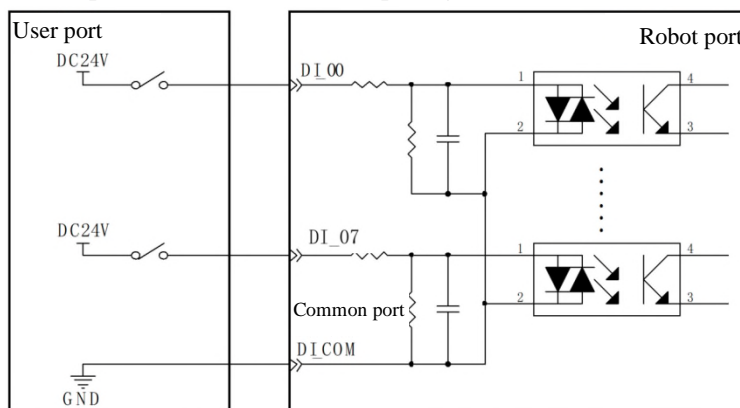 User port
Robot port
DC24V
DI_00
1
4
2
3
DC24V
DI_07
1
4
2
3
Common port
DI_COM
GND